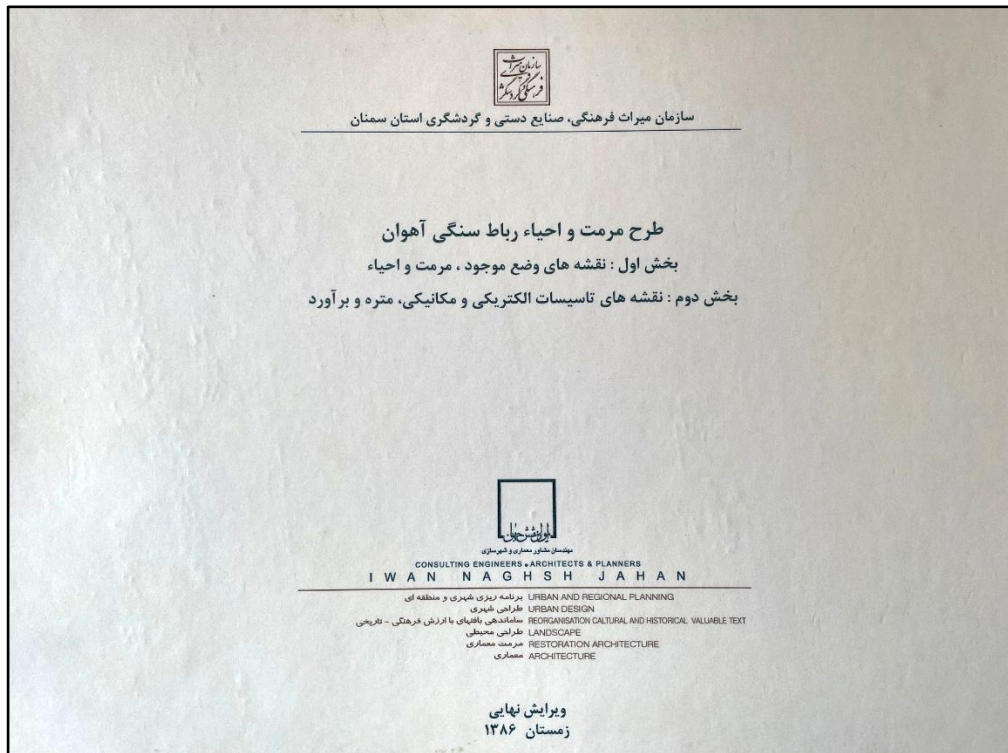 سازمان میراث
فرهنگی و گردشگری
سازمان میراث فرهنگی، صنایع دستی و گردشگری استان سمنان
طرح مرمت و احیاء رباط سنگی آهوان
بخش اول : نقشه های وضع موجود ، مرمت و احیاء
بخش دوم : نقشه های تاسیسات الکتریکی و مکانیکی، متره و برآورد
ایوان نقش جهان
مهندسان مشاور معماری و شهرسازی
CONSULTING ENGINEERS • ARCHITECTS & PLANNERS
IWAN NAGHSH JAHAN
برنامه ریزی شهری و منطقه ای URBAN AND REGIONAL PLANNING
طراحی شهری URBAN DESIGN
ساماندهی بافتهای با ارزش فرهنگی - تاریخی REORGANISATION CALTURAL AND HISTORICAL VALUABLE TEXT
طراحی محیطی LANDSCAPE
مرمت معماری RESTORATION ARCHITECTURE
معماری ARCHITECTURE
ویرایش نهایی
زمستان ۱۳۸۶